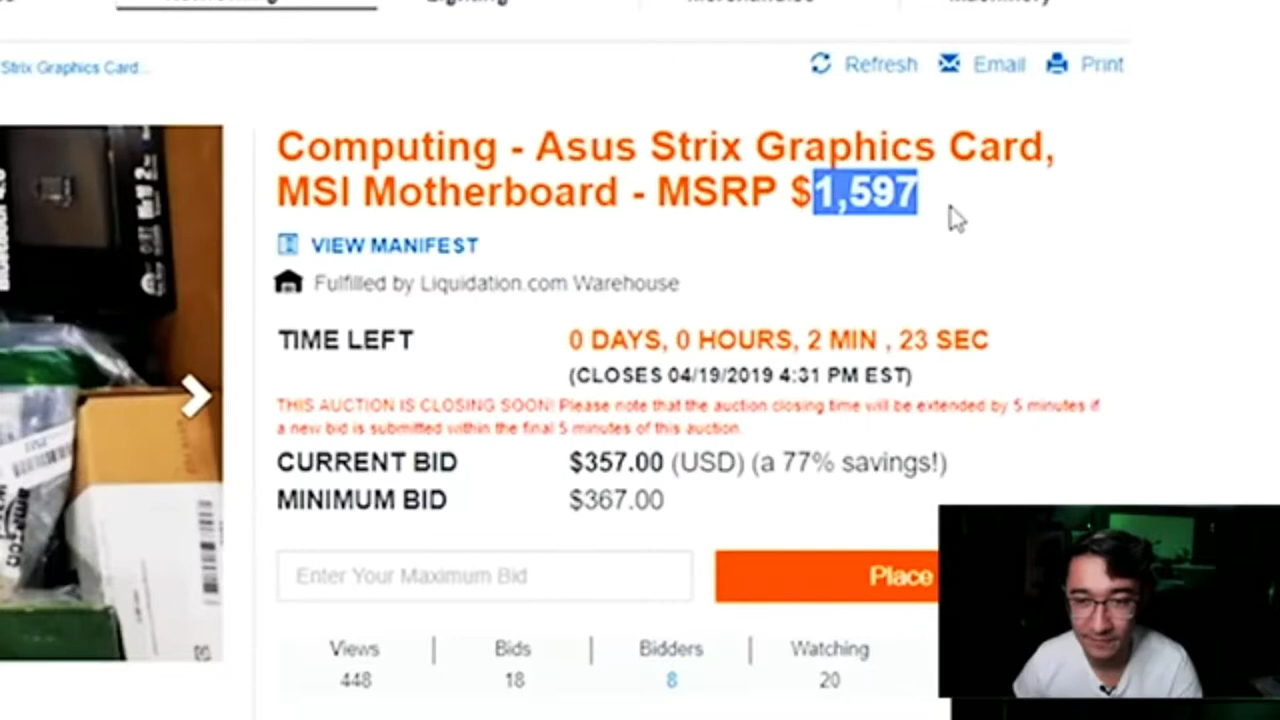 Strix Graphics Card...
Refresh Email Print
Computing - Asus Strix Graphics Card,
MSI Motherboard - MSRP $1,597
VIEW MANIFEST
Fulfilled by Liquidation.com Warehouse
TIME LEFT 0 DAYS, 0 HOURS, 2 MIN , 23 SEC
(CLOSES 04/19/2019 4:31 PM EST)
THIS AUCTION IS CLOSING SOON! Please note that the auction closing time will be extended by 5 minutes if
a new bid is submitted within the final 5 minutes of this auction.
CURRENT BID $357.00 (USD) (a 77% savings!)
MINIMUM BID $367.00
Enter Your Maximum Bid Place
Views | Bids | Bidders | Watching
448 18 8 20